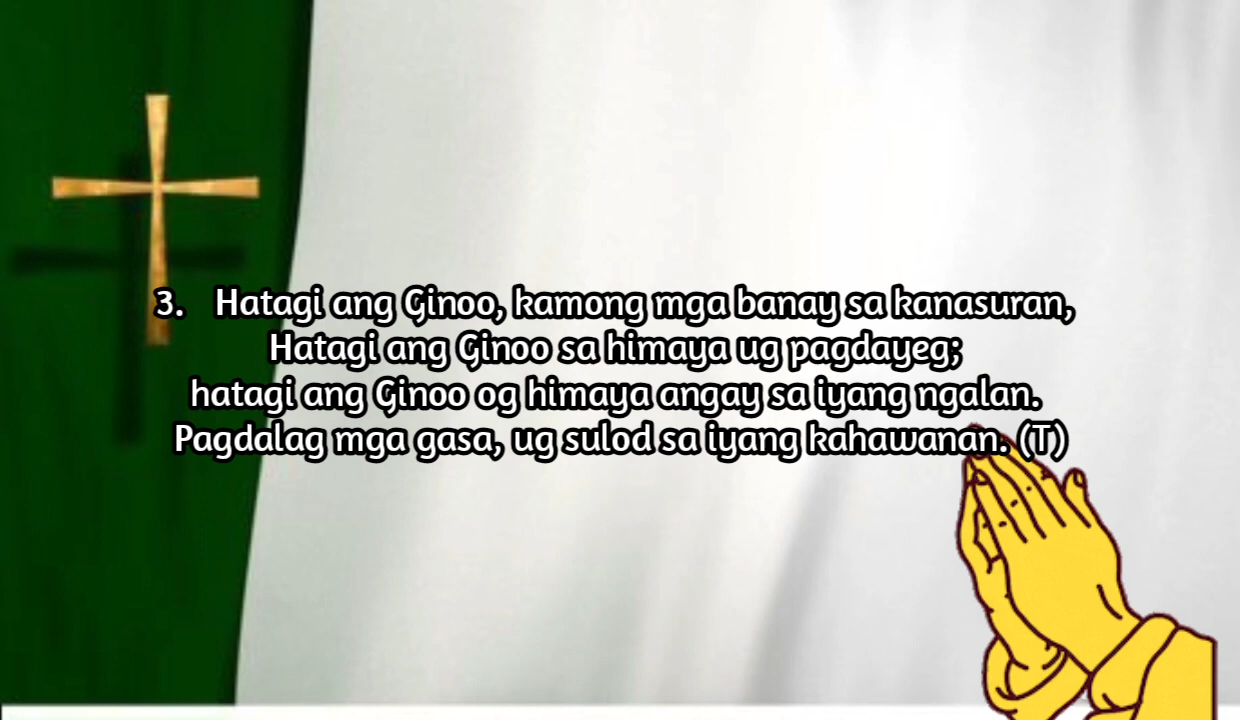 3. Hatagi ang Ginoo, kamong mga banay sa kanasuran,
Hatagi ang Ginoo sa himaya ug pagdayeg;
hatagi ang Ginoo og himaya angay sa iyang ngalan.
Pagdalag mga gasa, ug sulod sa iyang kahawanan. (T)